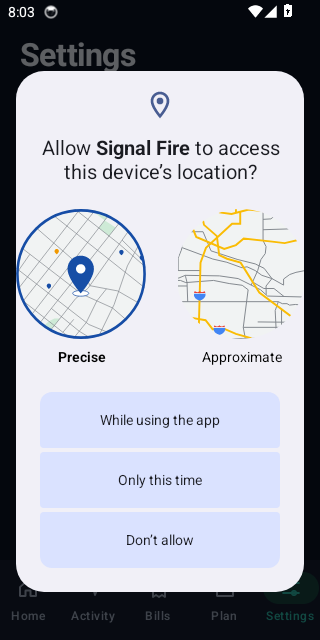 8:03
Settings
Allow Signal Fire to access
this device's location?
Precise
Approximate
While using the app
Only this time
Don't allow
Home
Activity
Bills
Plan
Settings